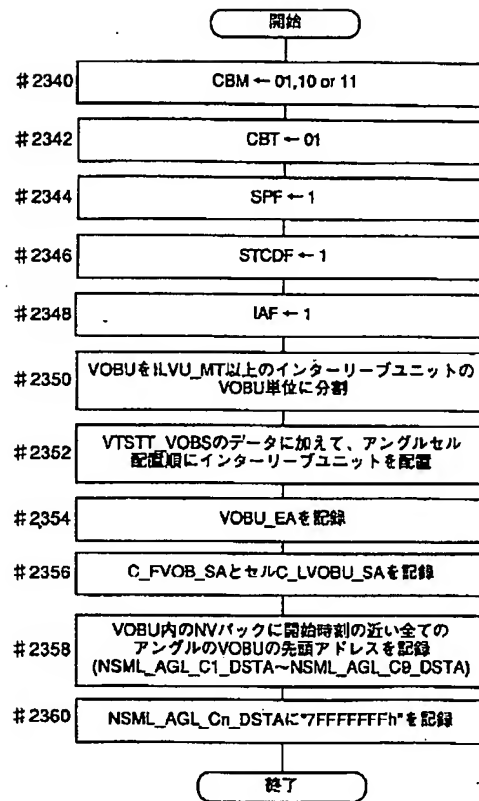 開始
#2340
CBM ← 01,10 or 11
#2342
CBT ← 01
#2344
SPF ← 1
#2346
STCDF ← 1
#2348
IAF ← 1
#2350
VOBUをILVU_MT以上のインターリーブユニットの
VOBU単位に分割
#2352
VTSTT_VOBSのデータに加えて、アングルセル
配置順にインターリーブユニットを配置
#2354
VOBU_EAを記録
#2356
C_FVOB_SAとセルC_LVOBU_SAを記録
#2358
VOBU内のNVパックに開始時刻の近い全ての
アングルのVOBUの先頭アドレスを記録
(NSML_AGL_C1_DSTA〜NSML_AGL_C9_DSTA)
#2360
NSML_AGL_Cn_DSTAに"7FFFFFFFh"を記録
終了